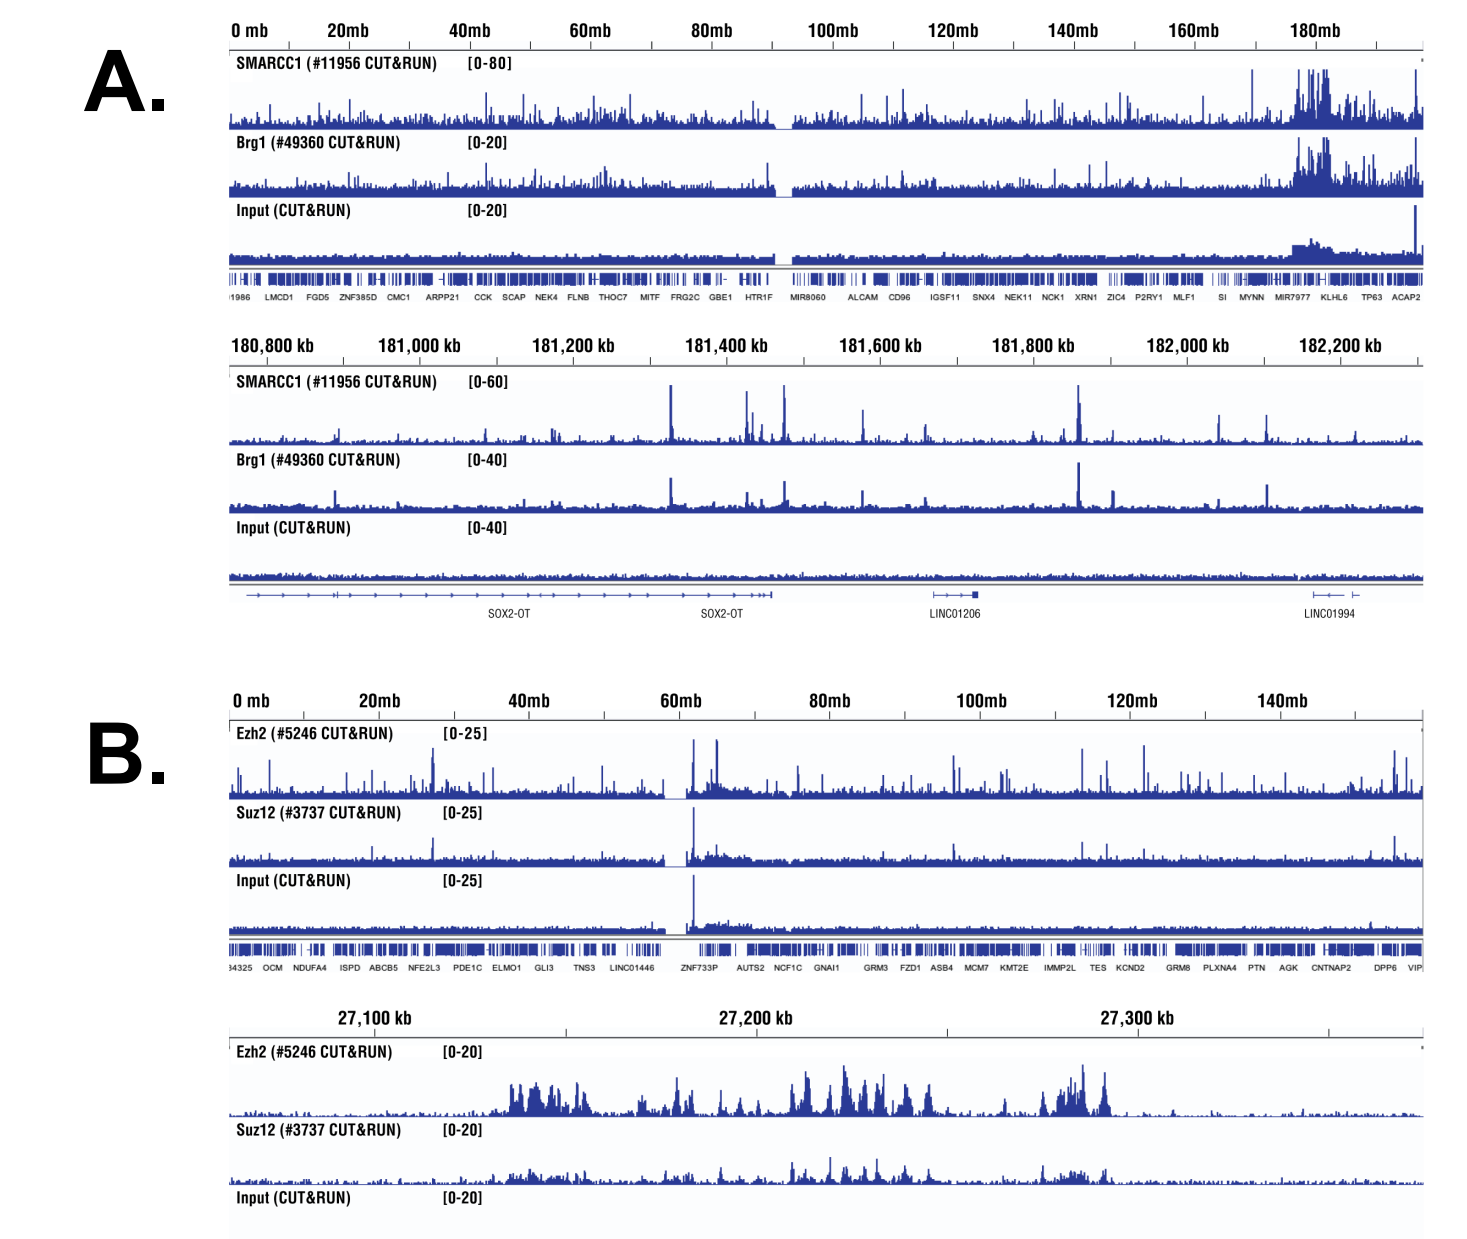 A.
0 mb 20mb 40mb 60mb 80mb 100mb 120mb 140mb 160mb 180mb
SMARCC1 (#11956 CUT&RUN) [0-80]
Brg1 (#49360 CUT&RUN) [0-20]
Input (CUT&RUN) [0-20]
1986 LMCD1 FGD5 ZNF385D CMC1 ARPP21 CCK SCAP NEK4 FLNB THOC7 MITF FRG2C GBE1 HTR1F MIR8060 ALCAM CD96 IGSF11 SNX4 NEK11 NCK1 XRN1 ZIC4 P2RY1 MLF1 SI MYNN MIR7977 KLHL6 TP63 ACAP2
180,800 kb 181,000 kb 181,200 kb 181,400 kb 181,600 kb 181,800 kb 182,000 kb 182,200 kb
SMARCC1 (#11956 CUT&RUN) [0-60]
Brg1 (#49360 CUT&RUN) [0-40]
Input (CUT&RUN) [0-40]
SOX2-OT SOX2-OT LINC01206 LINC01994
B.
0 mb 20mb 40mb 60mb 80mb 100mb 120mb 140mb
Ezh2 (#5246 CUT&RUN) [0-25]
Suz12 (#3737 CUT&RUN) [0-25]
Input (CUT&RUN) [0-25]
34325 OCM NDUFA4 ISPD ABCB5 NFE2L3 PDE1C ELMO1 GLI3 TNS3 LINC01446 ZNF733P AUTS2 NCF1C GNAI1 GRM3 FZD1 ASB4 MCM7 KMT2E IMMP2L TES KCND2 GRM8 PLXNA4 PTN AGK CNTNAP2 DPP6 VIP
27,100 kb 27,200 kb 27,300 kb
Ezh2 (#5246 CUT&RUN) [0-20]
Suz12 (#3737 CUT&RUN) [0-20]
Input (CUT&RUN) [0-20]